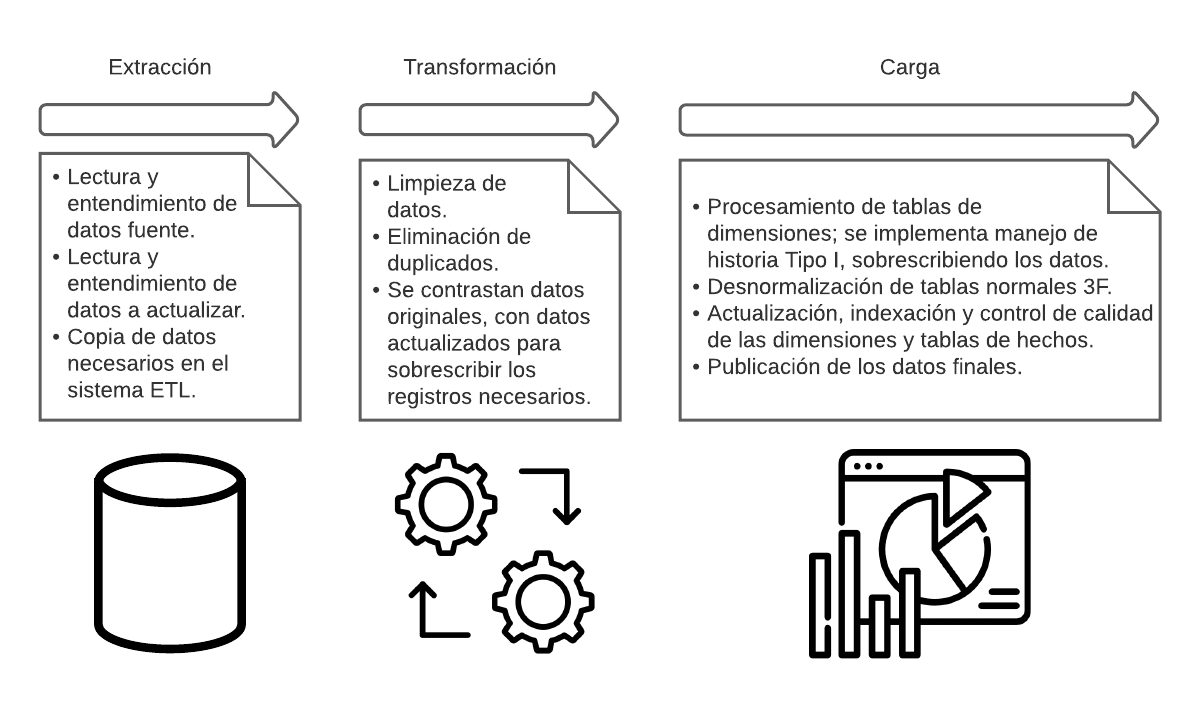 Extracción
• Lectura y
entendimiento de
datos fuente.
• Lectura y
entendimiento de
datos a actualizar.
• Copia de datos
necesarios en el
sistema ETL.
Transformación
• Limpieza de
datos.
• Eliminación de
duplicados.
• Se contrastan datos
originales, con datos
actualizados para
sobrescribir los
registros necesarios.
Carga
• Procesamiento de tablas de
dimensiones; se implementa manejo de
historia Tipo I, sobrescribiendo los datos.
• Desnormalización de tablas normales 3F.
• Actualización, indexación y control de calidad
de las dimensiones y tablas de hechos.
• Publicación de los datos finales.